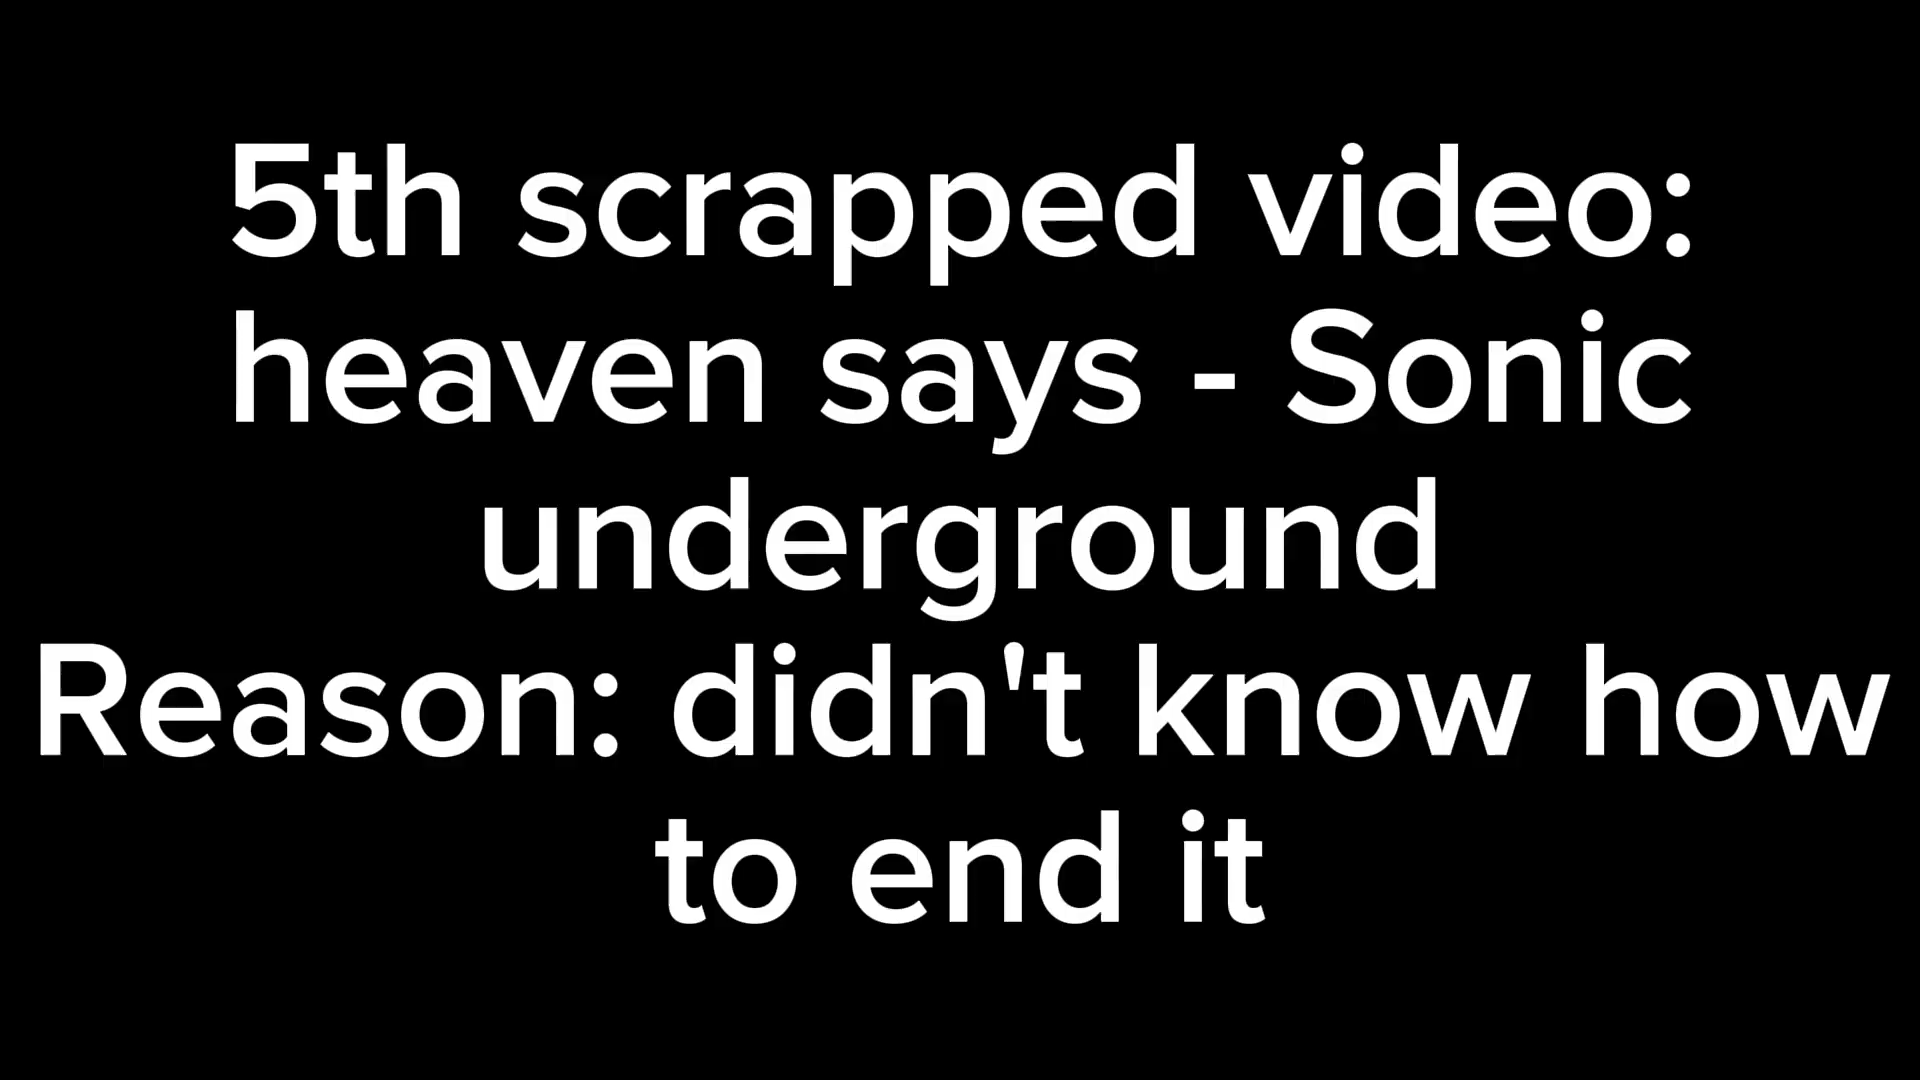 5th scrapped video:
heaven says - Sonic
underground
Reason: didn't know how
to end it